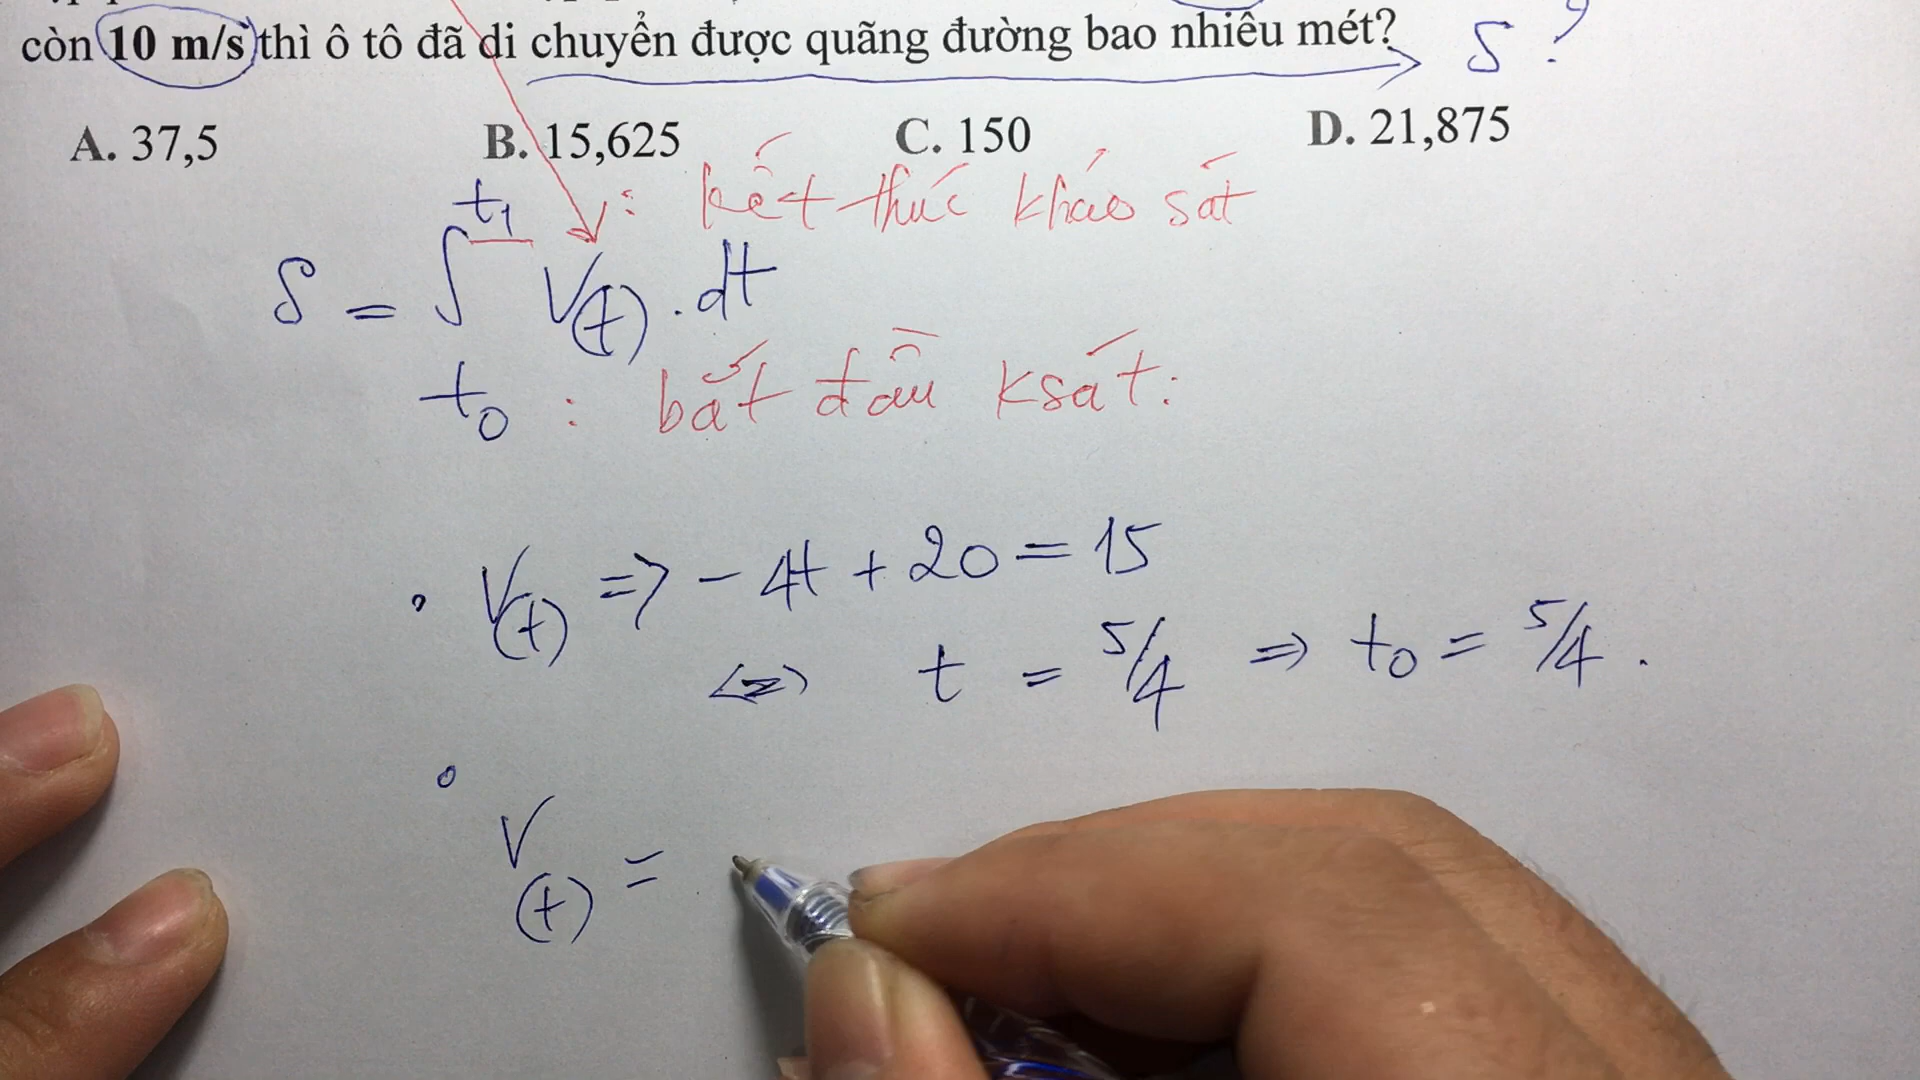 còn 10 m/s thì ô tô đã di chuyển được quãng đường bao nhiêu mét? S?
A. 37,5 B. 15,625 C. 150 D. 21,875
t1 : kết thúc khảo sát
S = ∫ V(t) . dt
t0 : bắt đầu ksát:
V(t) => - 4t + 20 = 15
<=> t = 5/4 => t0 = 5/4 .
V(t) =